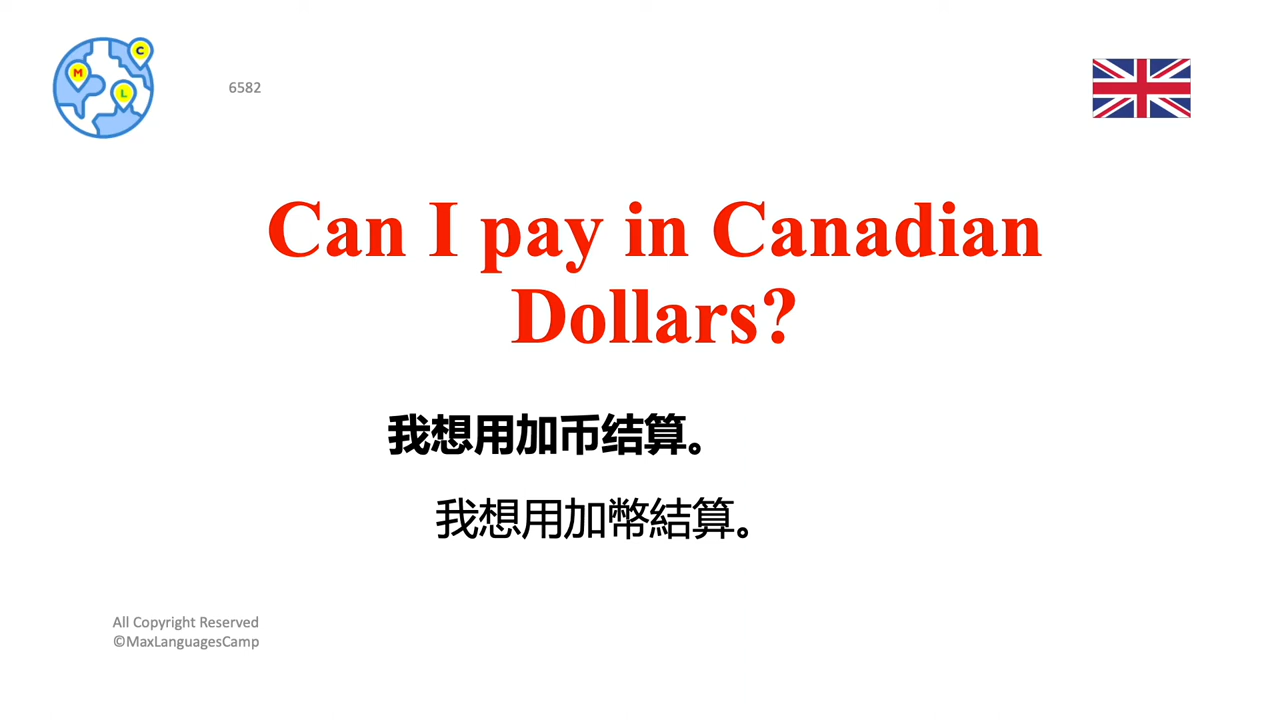 M
C
L
6582
Can I pay in Canadian
Dollars?
我想用加币结算。
我想用加幣結算。
All Copyright Reserved
©MaxLanguagesCamp